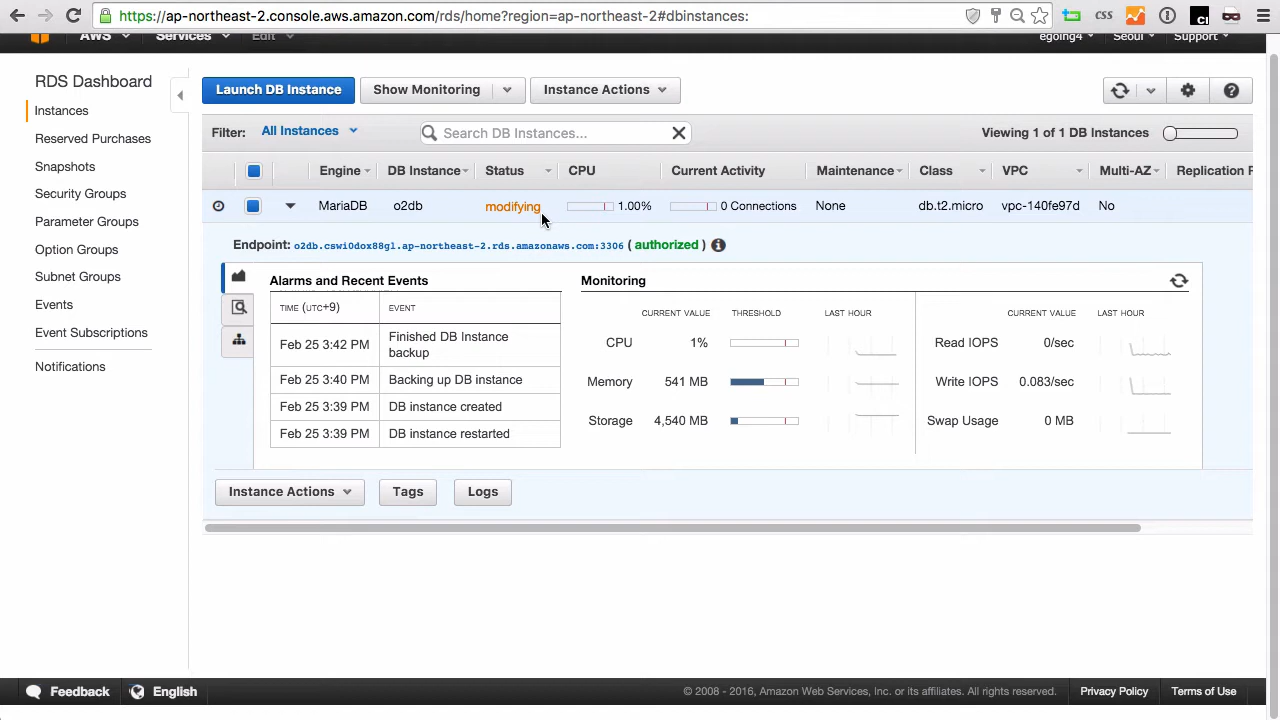 https://ap-northeast-2.console.aws.amazon.com/rds/home?region=ap-northeast-2#dbinstances:
css
AWS Services Edit egoing4 Seoul Support
RDS Dashboard
Instances
Reserved Purchases
Snapshots
Security Groups
Parameter Groups
Option Groups
Subnet Groups
Events
Event Subscriptions
Notifications
Launch DB Instance Show Monitoring Instance Actions
Filter: All Instances Search DB Instances... Viewing 1 of 1 DB Instances
Engine DB Instance Status CPU Current Activity Maintenance Class VPC Multi-AZ Replication
MariaDB o2db modifying 1.00% 0 Connections None db.t2.micro vpc-140fe97d No
Endpoint: o2db.cswi0dox88gl.ap-northeast-2.rds.amazonaws.com:3306 ( authorized )
Alarms and Recent Events
TIME (UTC+9) EVENT
Feb 25 3:42 PM Finished DB Instance
backup
Feb 25 3:40 PM Backing up DB instance
Feb 25 3:39 PM DB instance created
Feb 25 3:39 PM DB instance restarted
Monitoring
CURRENT VALUE THRESHOLD LAST HOUR CURRENT VALUE LAST HOUR
CPU 1% Read IOPS 0/sec
Memory 541 MB Write IOPS 0.083/sec
Storage 4,540 MB Swap Usage 0 MB
Instance Actions Tags Logs
Feedback English © 2008 - 2016, Amazon Web Services, Inc. or its affiliates. All rights reserved. Privacy Policy Terms of Use